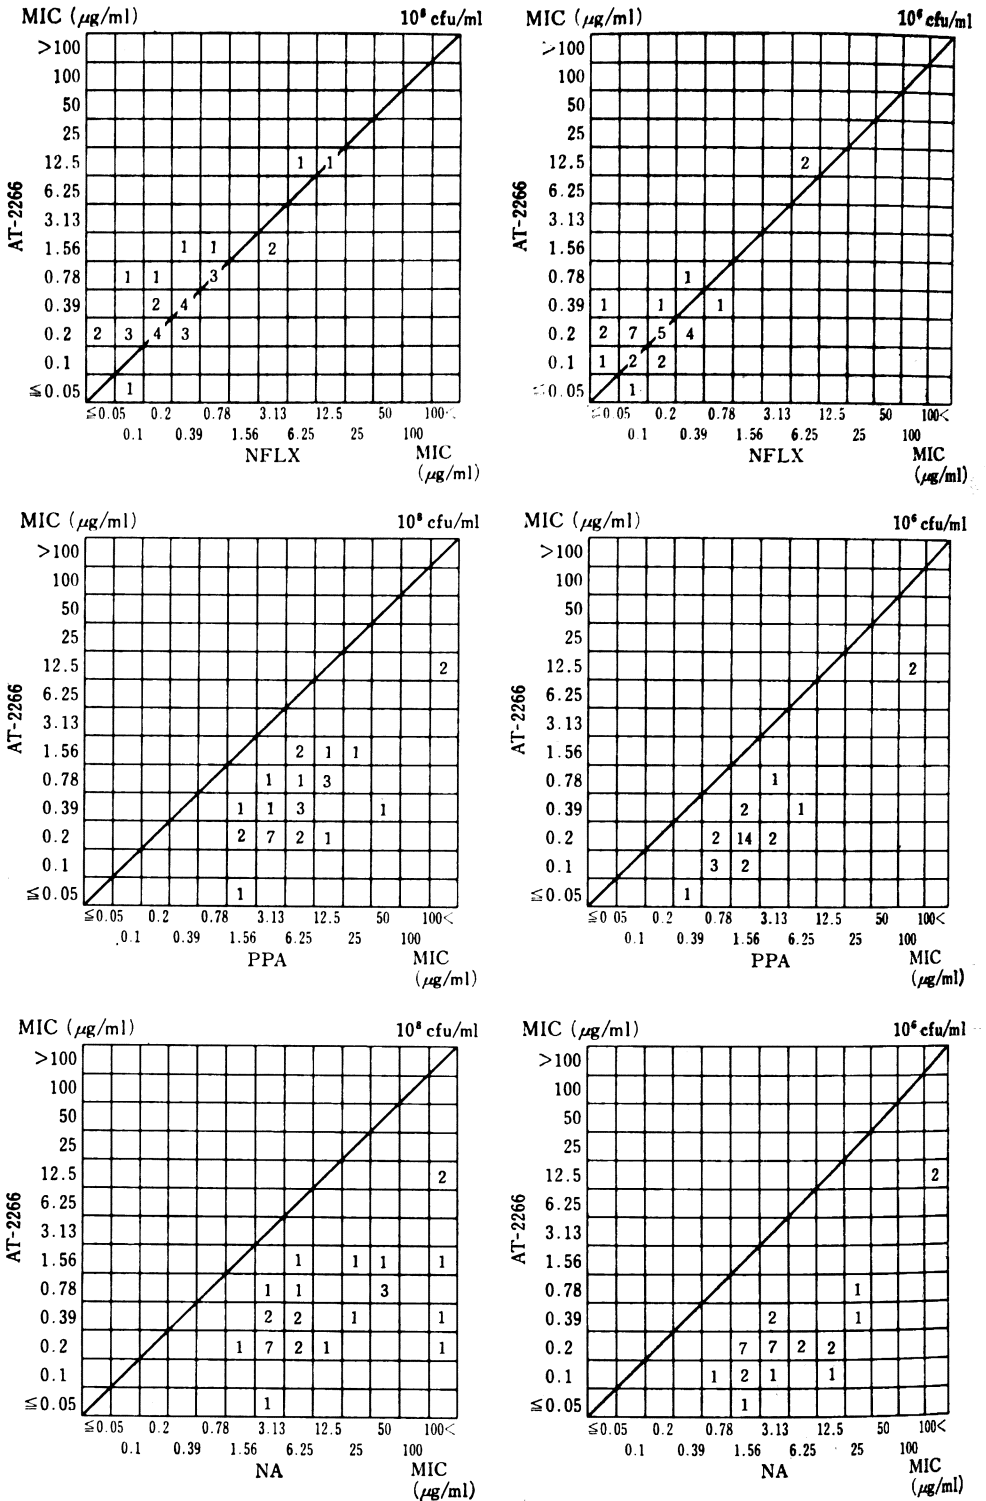 MIC (μg/ml) 10⁸ cfu/ml
>100
100
50
25
12.5 1 1
6.25
3.13
1.56 1 1 2
0.78 1 1 3
0.39 2 4
0.2 2 3 4 3
0.1
≦0.05 1
AT-2266
≦0.05 0.2 0.78 3.13 12.5 50 100<
0.1 0.39 1.56 6.25 25 100
NFLX MIC
(μg/ml)
MIC (μg/ml) 10⁶ cfu/ml
>100
100
50
25
12.5 2
6.25
3.13
1.56
0.78 1
0.39 1 1 1
0.2 2 7 5 4
0.1 1 2 2
≦0.05 1
AT-2266
≦0.05 0.2 0.78 3.13 12.5 50 100<
0.1 0.39 1.56 6.25 25 100
NFLX MIC
(μg/ml)
MIC (μg/ml) 10⁸ cfu/ml
>100
100
50
25
12.5 2
6.25
3.13
1.56 2 1 1
0.78 1 1 3
0.39 1 1 3 1
0.2 2 7 2 1
0.1
≦0.05 1
AT-2266
≦0.05 0.2 0.78 3.13 12.5 50 100<
0.1 0.39 1.56 6.25 25 100
PPA MIC
(μg/ml)
MIC (μg/ml) 10⁶ cfu/ml
>100
100
50
25
12.5 2
6.25
3.13
1.56
0.78 1
0.39 2 1
0.2 2 14 2
0.1 3 2
≦0.05 1
AT-2266
≦0.05 0.2 0.78 3.13 12.5 50 100<
0.1 0.39 1.56 6.25 25 100
PPA MIC
(μg/ml)
MIC (μg/ml) 10⁸ cfu/ml
>100
100
50
25
12.5 2
6.25
3.13
1.56 1 1 1 1
0.78 1 1 3
0.39 2 2 1 1
0.2 1 7 2 1 1
0.1
≦0.05 1
AT-2266
≦0.05 0.2 0.78 3.13 12.5 50 100<
0.1 0.39 1.56 6.25 25 100
NA MIC
(μg/ml)
MIC (μg/ml) 10⁶ cfu/ml
>100
100
50
25
12.5 2
6.25
3.13
1.56
0.78 1
0.39 2 1
0.2 7 7 2 2
0.1 1 2 1 1
≦0.05 1
AT-2266
≦0.05 0.2 0.78 3.13 12.5 50 100<
0.1 0.39 1.56 6.25 25 100
NA MIC
(μg/ml)